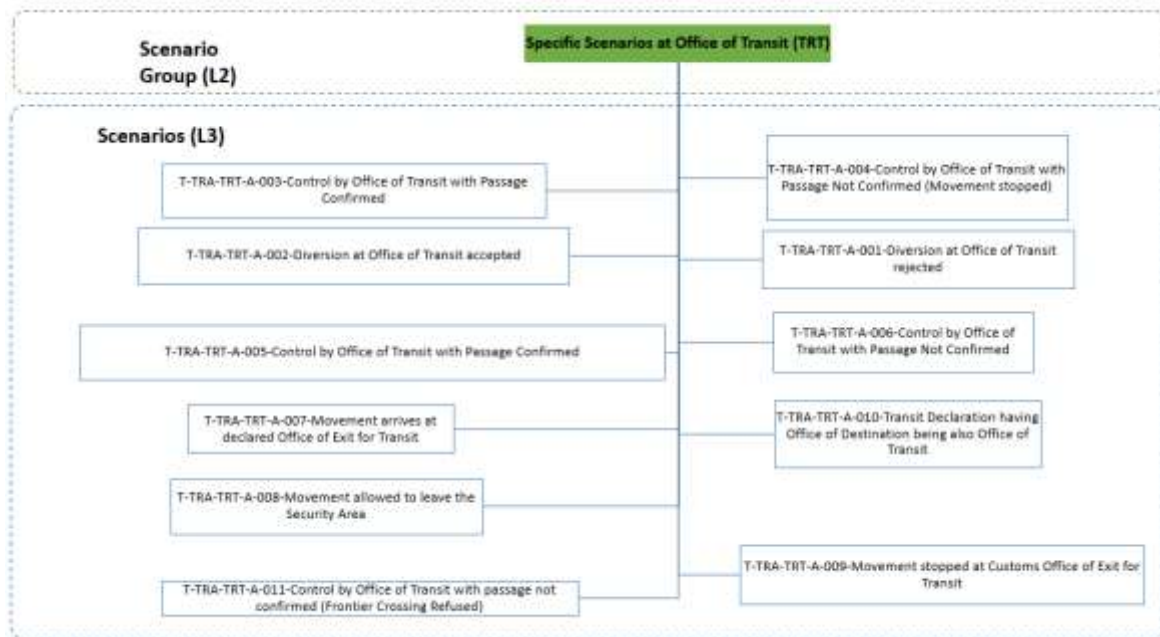 Scenario
Group (L2)
Specific Scenarios at Office of Transit (TRT)
Scenarios (L3)
T-TRA-TRT-A-003-Control by Office of Transit with Passage
Confirmed
T-TRA-TRT-A-004-Control by Office of Transit with
Passage Not Confirmed (Movement stopped)
T-TRA-TRT-A-002-Diversion at Office of Transit accepted
T-TRA-TRT-A-001-Diversion at Office of Transit
rejected
T-TRA-TRT-A-005-Control by Office of Transit with Passage Confirmed
T-TRA-TRT-A-006-Control by Office of
Transit with Passage Not Confirmed
T-TRA-TRT-A-007-Movement arrives at
declared Office of Exit for Transit
T-TRA-TRT-A-010-Transit Declaration having
Office of Destination being also Office of
Transit
T-TRA-TRT-A-008-Movement allowed to leave the
Security Area
T-TRA-TRT-A-009-Movement stopped at Customs Office of Exit for
Transit
T-TRA-TRT-A-011-Control by Office of Transit with passage not
confirmed (Frontier Crossing Refused)